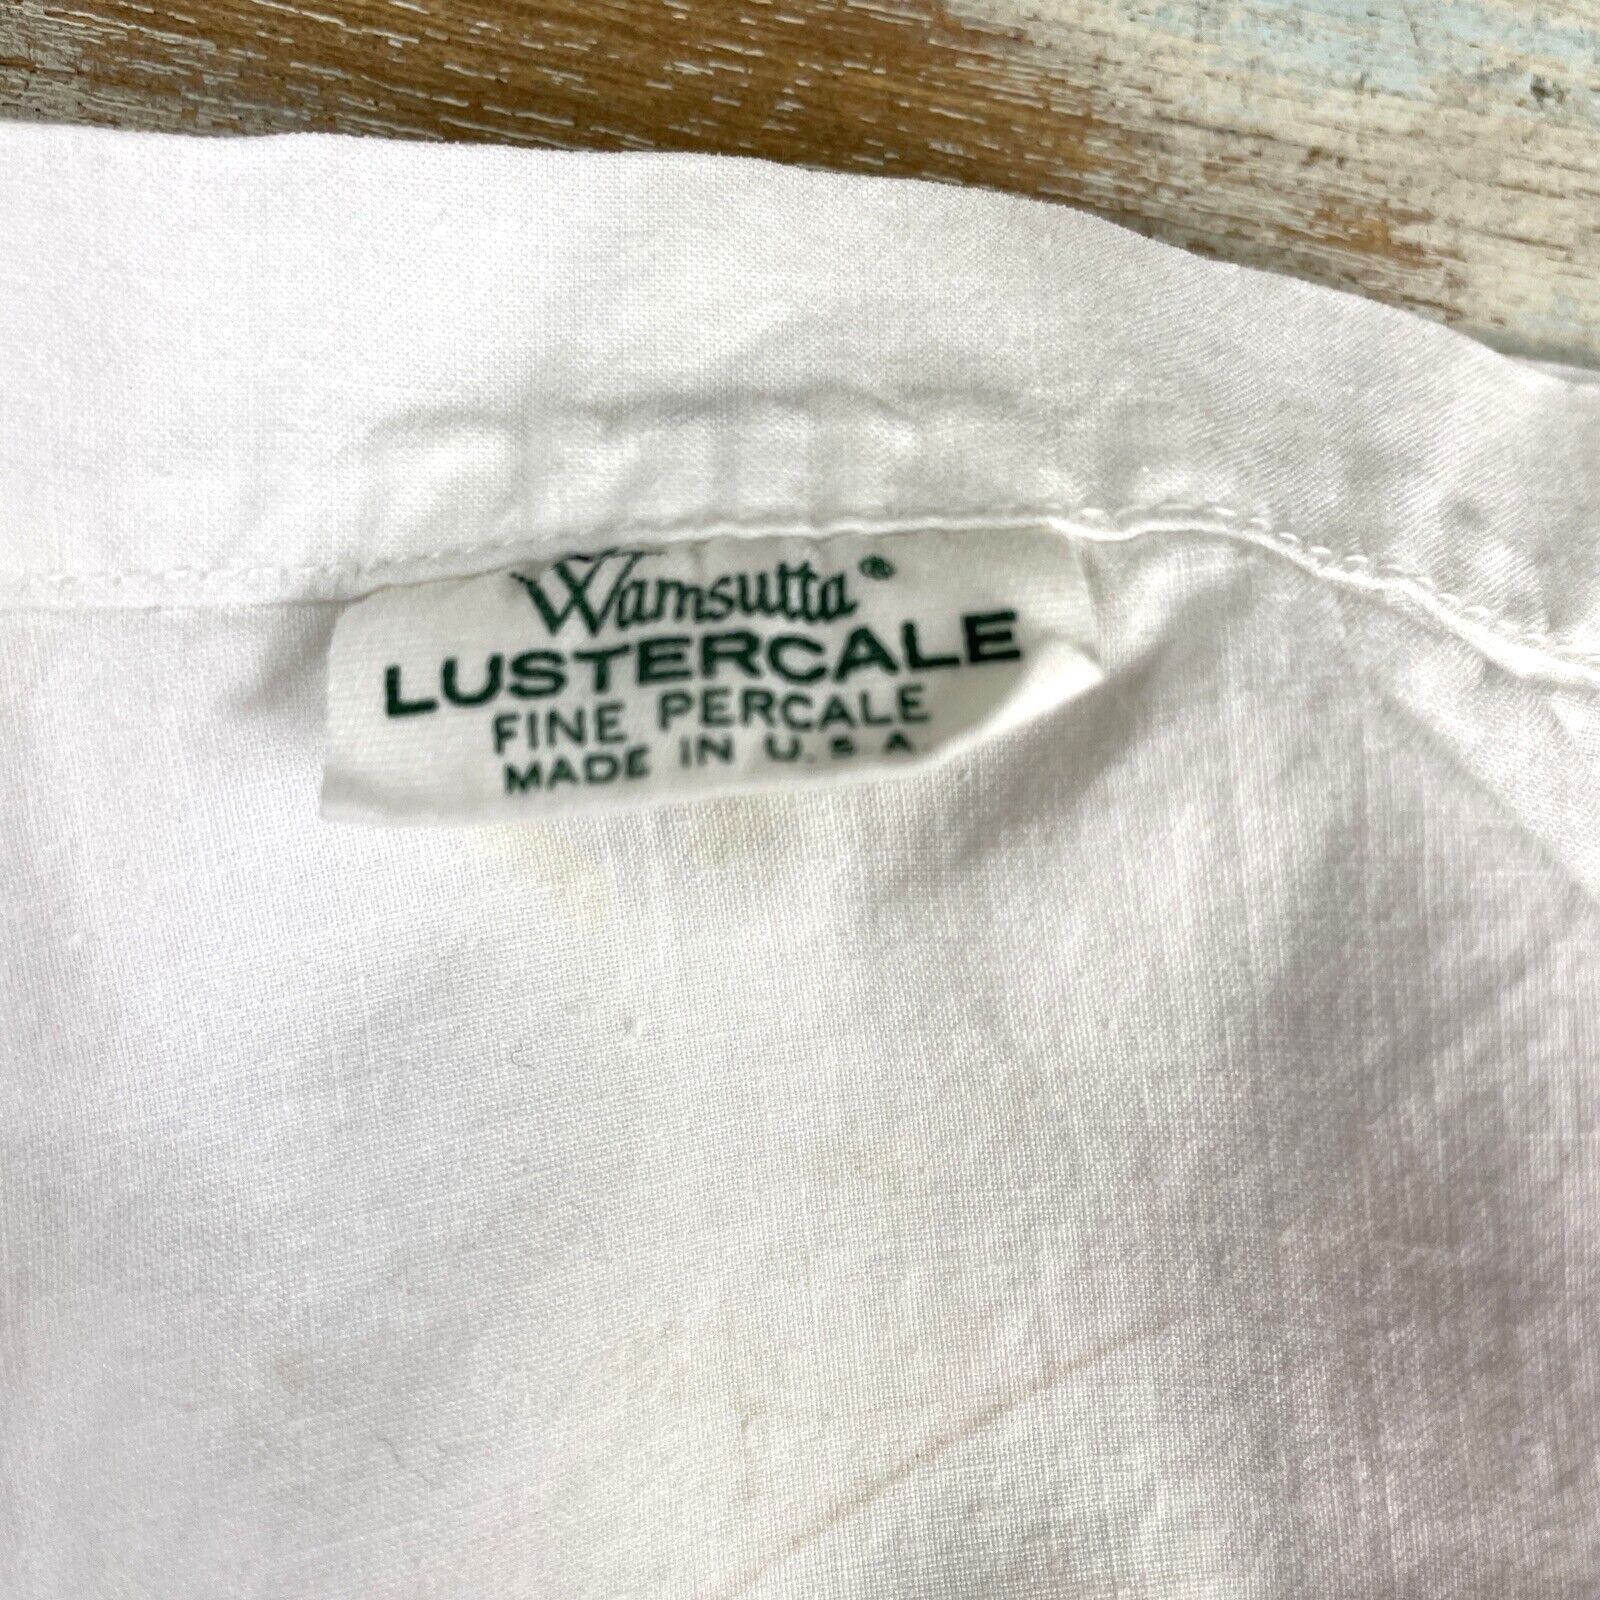 Wamsutta®
LUSTERCALE
FINE PERCALE
MADE IN U.S.A.